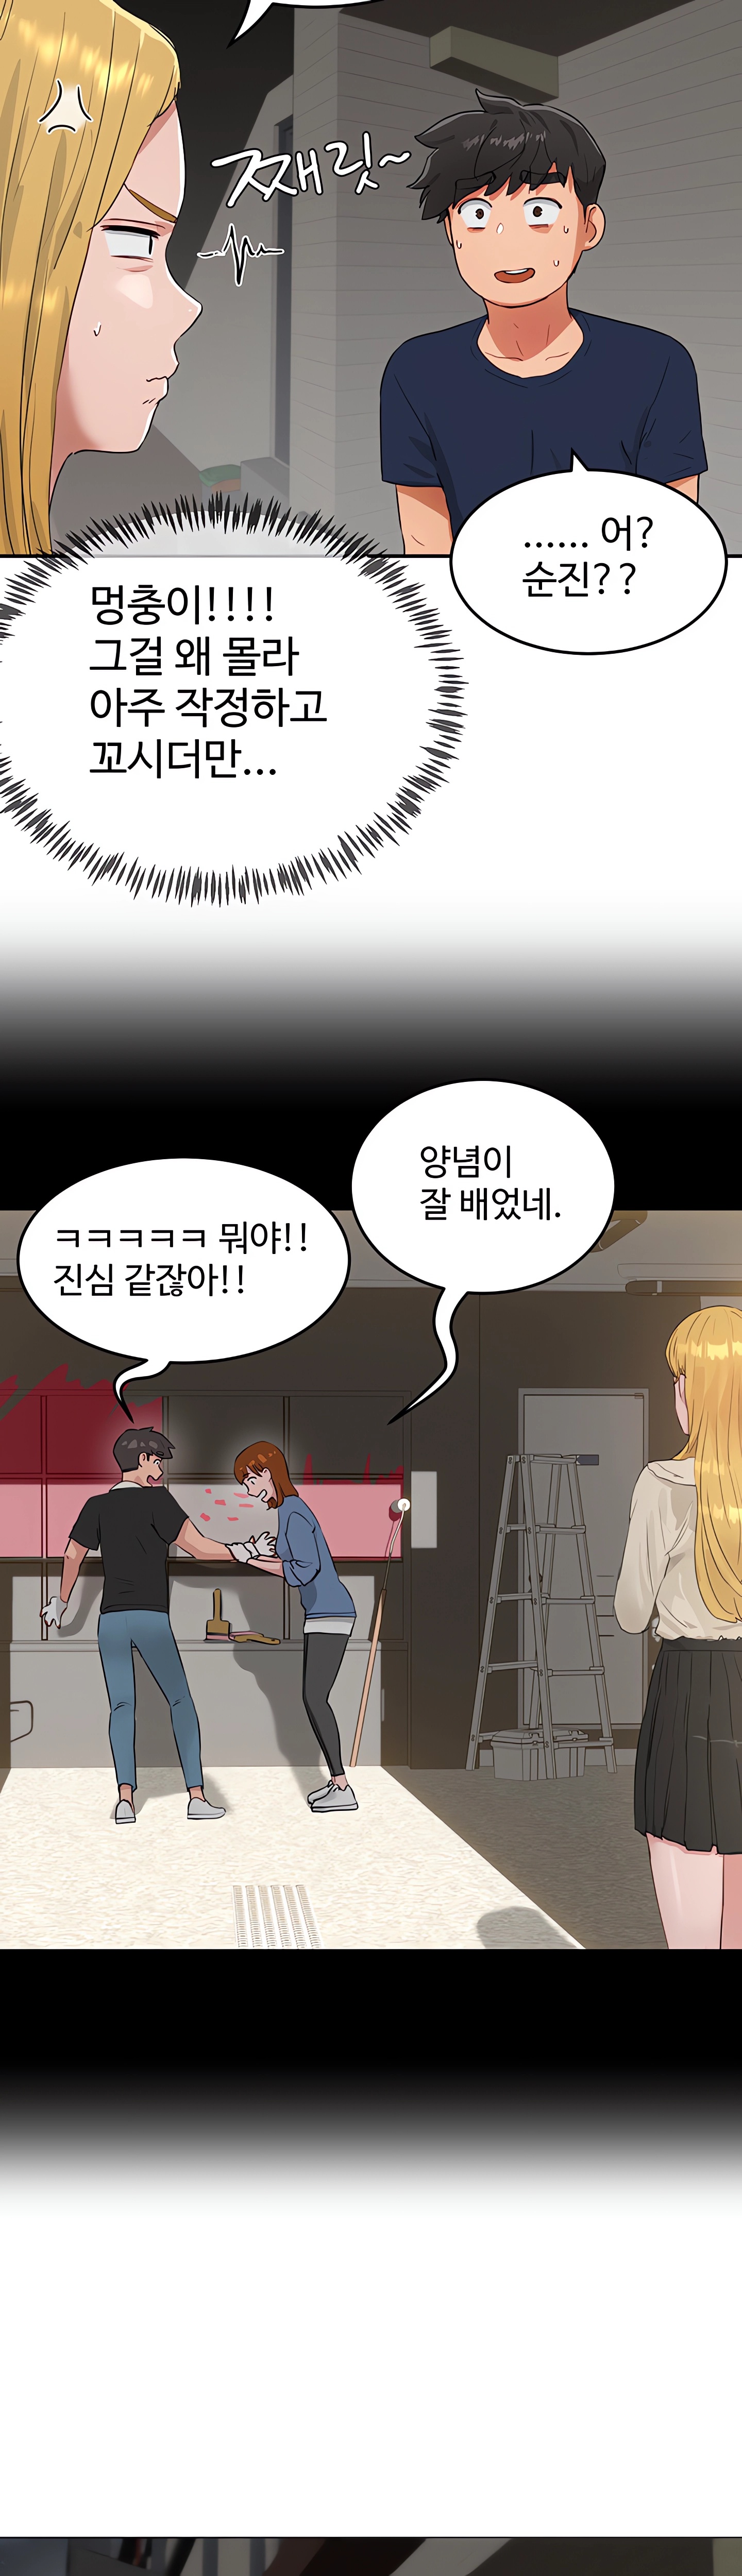 째릿~
...... 어?
순진??
멍충이!!!!
그걸 왜 몰라
아주 작정하고
꼬시더만...
양념이
잘 배었네.
ㅋㅋㅋㅋㅋ 뭐야!!
진심 같잖아!!